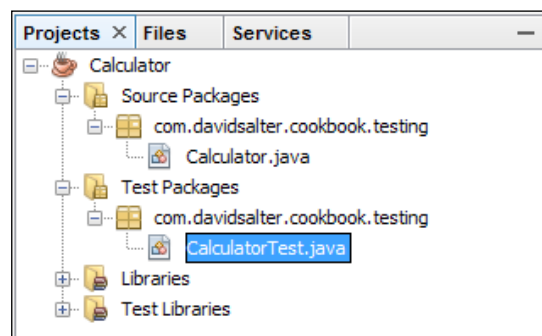 Projects × Files Services
Calculator
Source Packages
com.davidsalter.cookbook.testing
Calculator.java
Test Packages
com.davidsalter.cookbook.testing
CalculatorTest.java
Libraries
Test Libraries